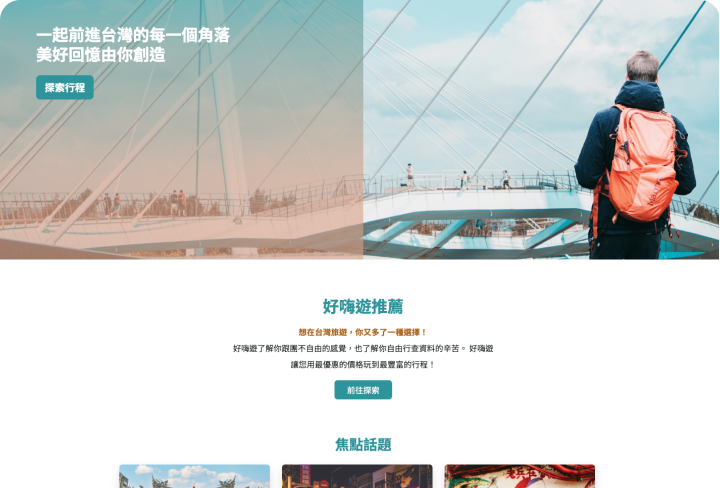 一起前進台灣的每一個角落
美好回憶由你創造
探索行程
好嗨遊推薦
想在台灣旅遊，你又多了一種選擇！
好嗨遊了解你跟團不自由的感覺，也了解你自由行查資料的辛苦。 好嗨遊
讓您用最優惠的價格玩到最豐富的行程！
前往探索
焦點話題